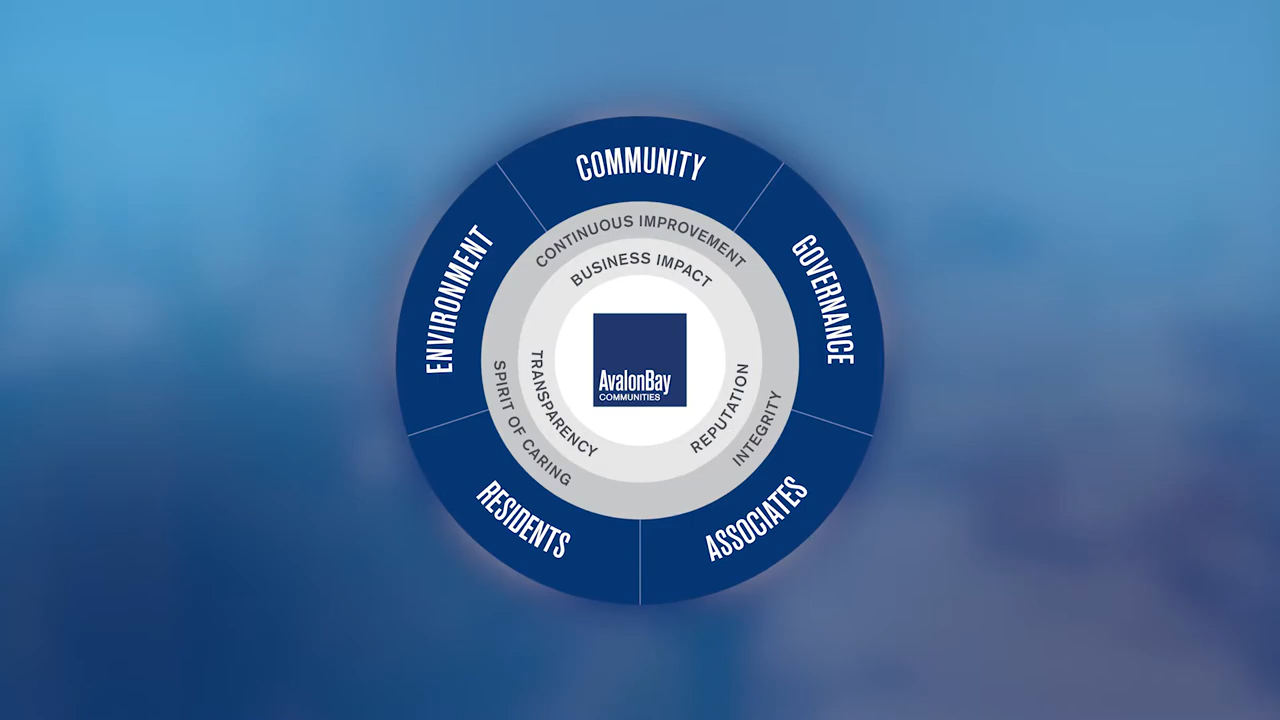 COMMUNITY
ENVIRONMENT
GOVERNANCE
CONTINUOUS IMPROVEMENT
BUSINESS IMPACT
AvalonBay
COMMUNITIES
TRANSPARENCY
REPUTATION
SPIRIT OF CARING
INTEGRITY
RESIDENTS
ASSOCIATES